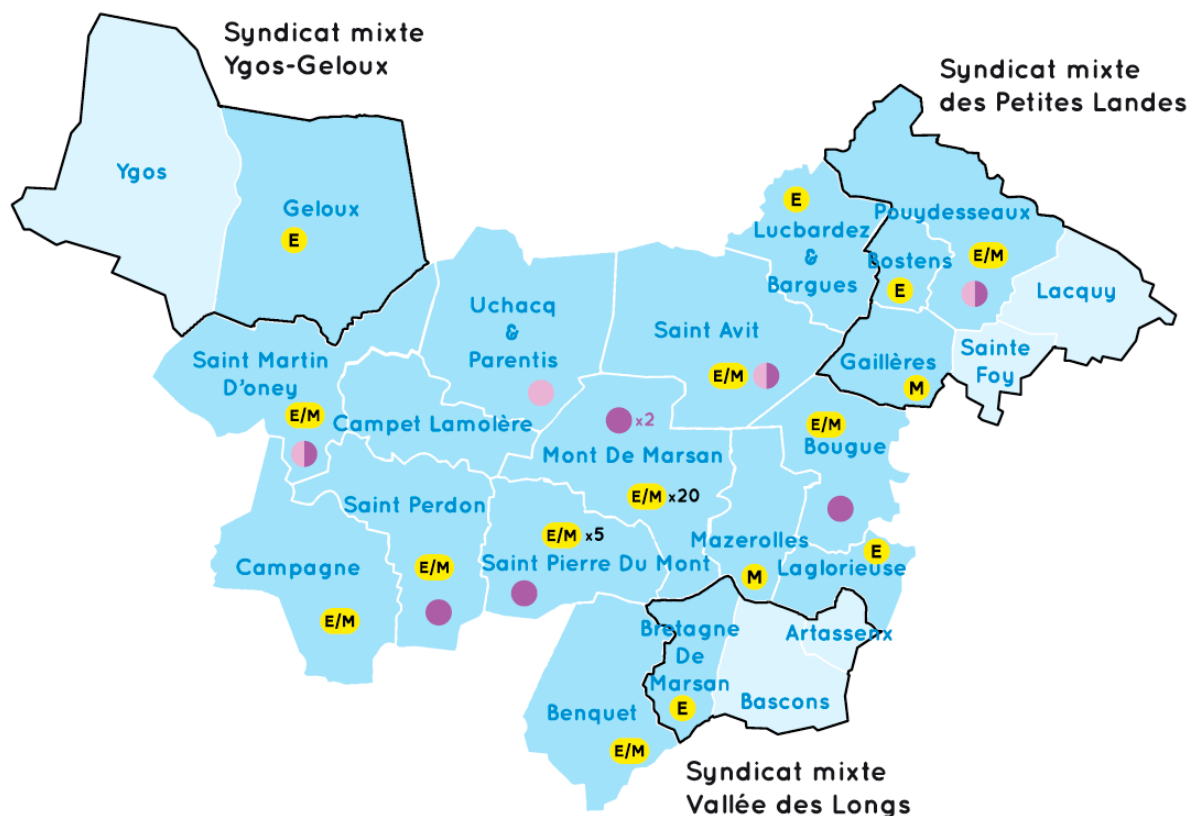 Syndicat mixte
Ygos-Geloux
Syndicat mixte
des Petites Landes
Ygos
Geloux
E
E
Lucbardez
&
Bargues
Pouydesseaux
E/M
Bostens
E
Lacquy
Uchacq
&
Parentis
Saint Avit
E/M
Gaillères
M
Sainte
Foy
Saint Martin
D'oney
E/M
Campet Lamolère
x2
Mont De Marsan
E/M x20
E/M
Bougue
Saint Perdon
E/M
E/M x5
Saint Pierre Du Mont
Mazerolles
M
E
Laglorieuse
Campagne
E/M
Bretagne
De
Marsan
E
Artassenx
Bascons
Benquet
E/M
Syndicat mixte
Vallée des Longs